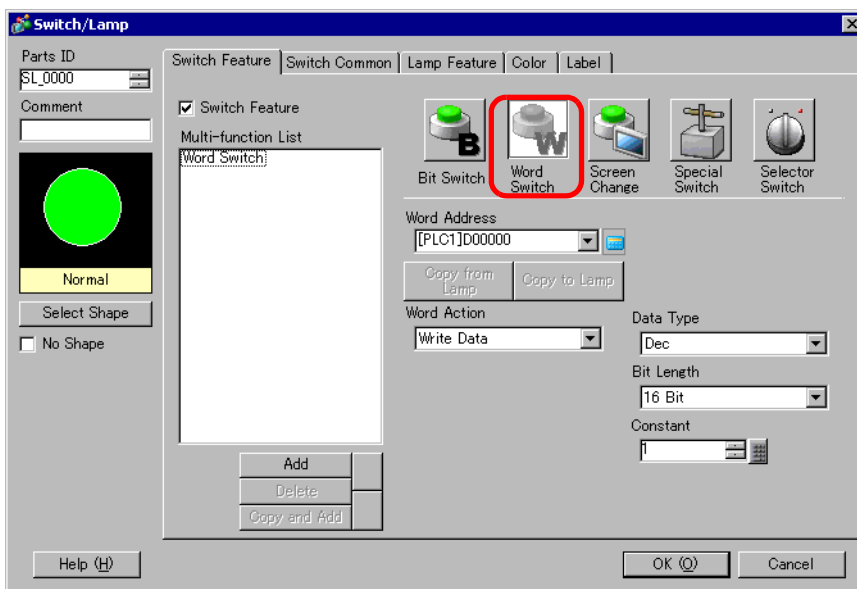 Switch/Lamp
Parts ID
SL_0000
Comment
Normal
Select Shape
No Shape
Switch Feature
Switch Common
Lamp Feature
Color
Label
Switch Feature
Multi-function List
Word Switch
Add
Delete
Copy and Add
B
Bit Switch
W
Word
Switch
Screen
Change
Special
Switch
Selector
Switch
Word Address
[PLC1]D00000
Copy from
Lamp
Copy to Lamp
Word Action
Write Data
Data Type
Dec
Bit Length
16 Bit
Constant
1
Help (H)
OK (O)
Cancel